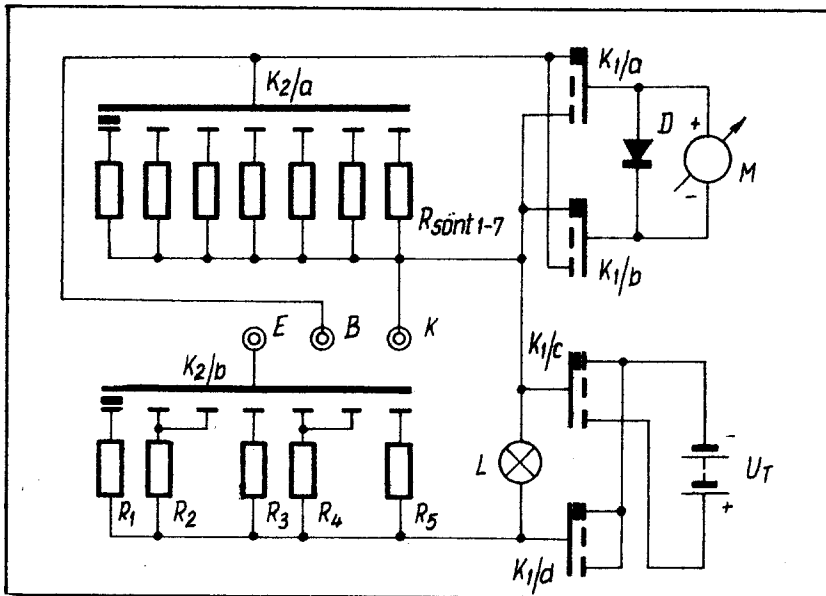 K1/a
K2/a
D
+
M
-
Rsönt 1-7
K1/b
E
B
K
K2/b
K1/c
L
-
UT
+
R1
R2
R3
R4
R5
K1/d